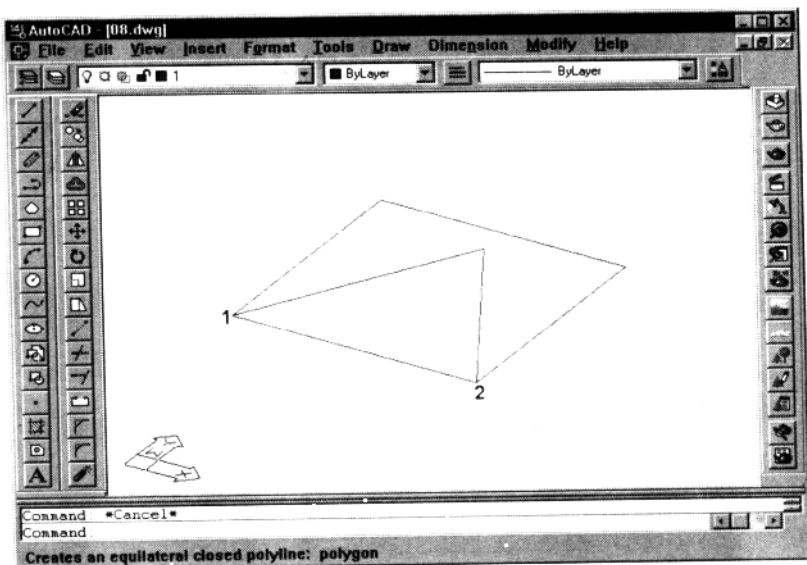 AutoCAD - [08.dwg]
File Edit View Insert Format Tools Draw Dimension Modify Help
1 ByLayer ByLayer
1
2
A
X
Command *Cancel*
Command
Creates an equilateral closed polyline: polygon